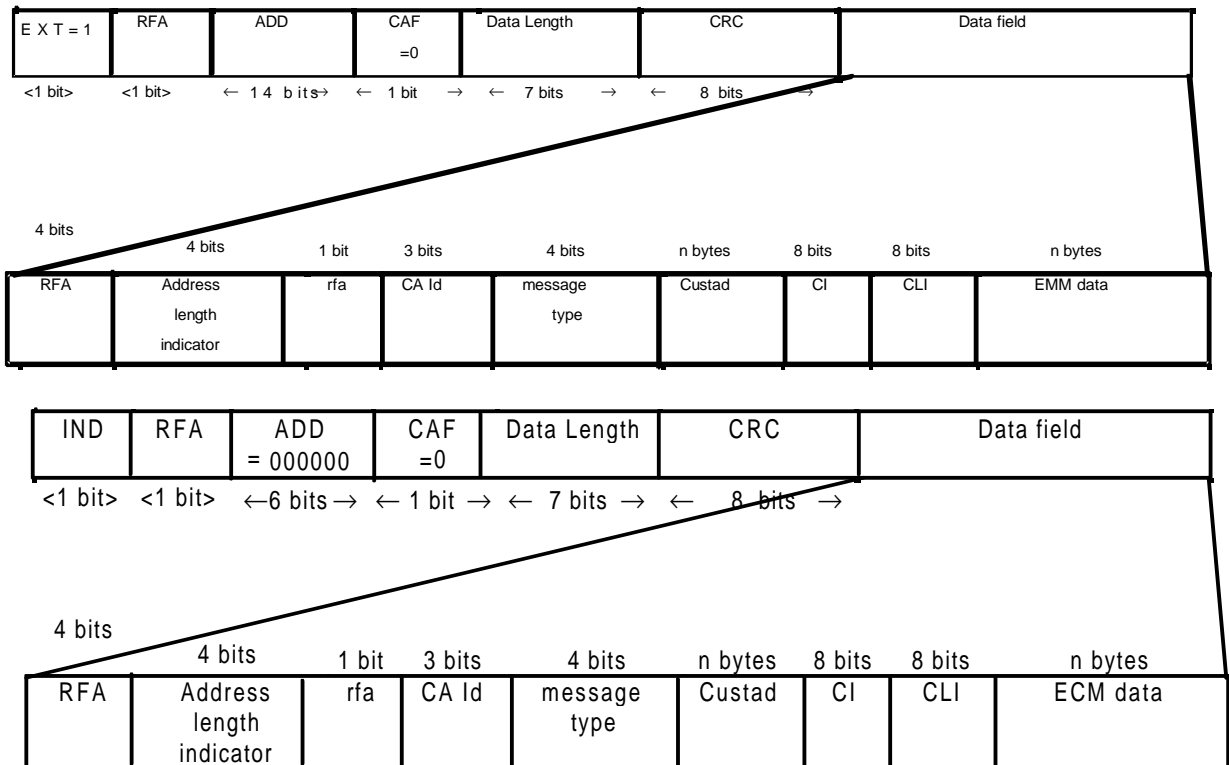 E X T = 1 RFA ADD CAF Data Length CRC Data field
=0
<1 bit> <1bit> ← 1 4 b i t s→ ← 1 bit → ← 7 bits → ← 8 bits →
4 bits
4 bits 1 bit 3 bits 4 bits n bytes 8 bits 8 bits n bytes
RFA Address rfa CA Id message Custad CI CLI EMM data
length type
indicator
IND RFA ADD CAF Data Length CRC Data field
= 000000 =0
<1 bit> <1 bit> ←6 bits→ ← 1 bit → ← 7 bits → ← 8 bits →
4 bits
4 bits 1 bit 3 bits 4 bits n bytes 8 bits 8 bits n bytes
RFA Address rfa CA Id message Custad CI CLI ECM data
length type
indicator